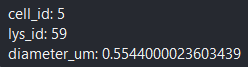 cell_id: 5
lys_id: 59
diameter_um: 0.5544000023603439